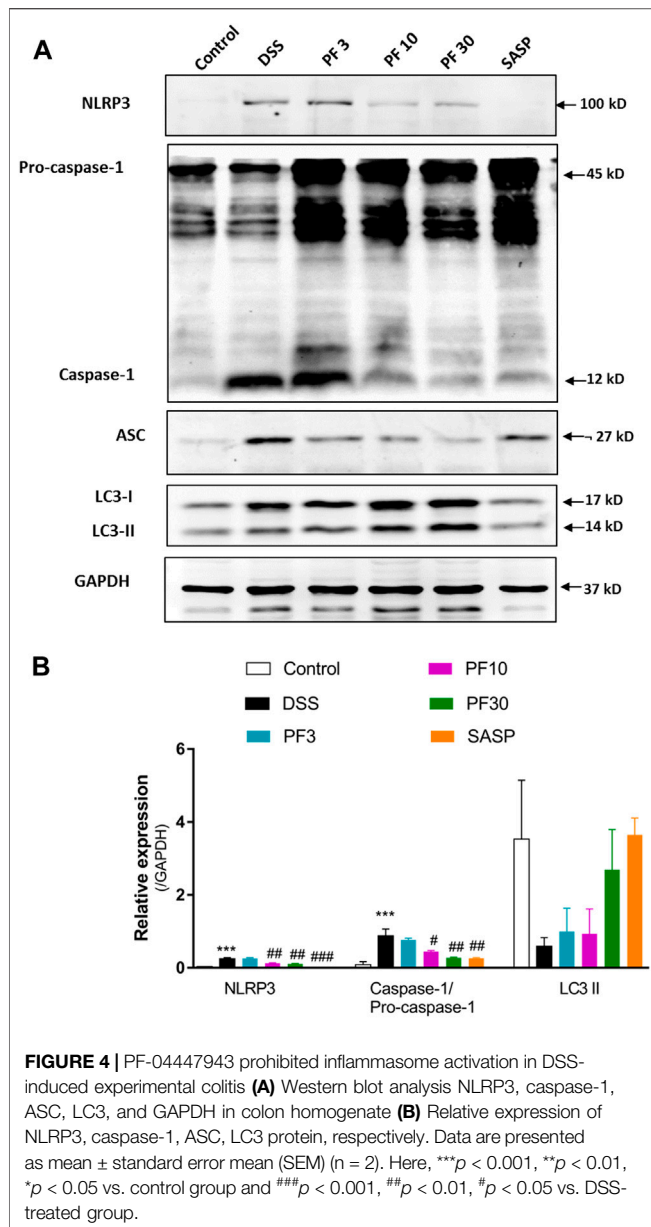 A
Control DSS PF 3 PF 10 PF 30 SASP
NLRP3
100 kD
Pro-caspase-1
45 kD
Caspase-1
12 kD
ASC
¬ 27 kD
LC3-I
17 kD
LC3-II
14 kD
GAPDH
37 kD
B
Control PF10
DSS PF30
PF3 SASP
Relative expression
(/GAPDH)
6
4
2
0
*** ## ## ###
*** # ## ##
NLRP3 Caspase-1/ LC3 II
Pro-caspase-1
FIGURE 4 | PF-04447943 prohibited inflammasome activation in DSS-
induced experimental colitis (A) Western blot analysis NLRP3, caspase-1,
ASC, LC3, and GAPDH in colon homogenate (B) Relative expression of
NLRP3, caspase-1, ASC, LC3 protein, respectively. Data are presented
as mean ± standard error mean (SEM) (n = 2). Here, ***p < 0.001, **p < 0.01,
*p < 0.05 vs. control group and ###p < 0.001, ##p < 0.01, #p < 0.05 vs. DSS-
treated group.